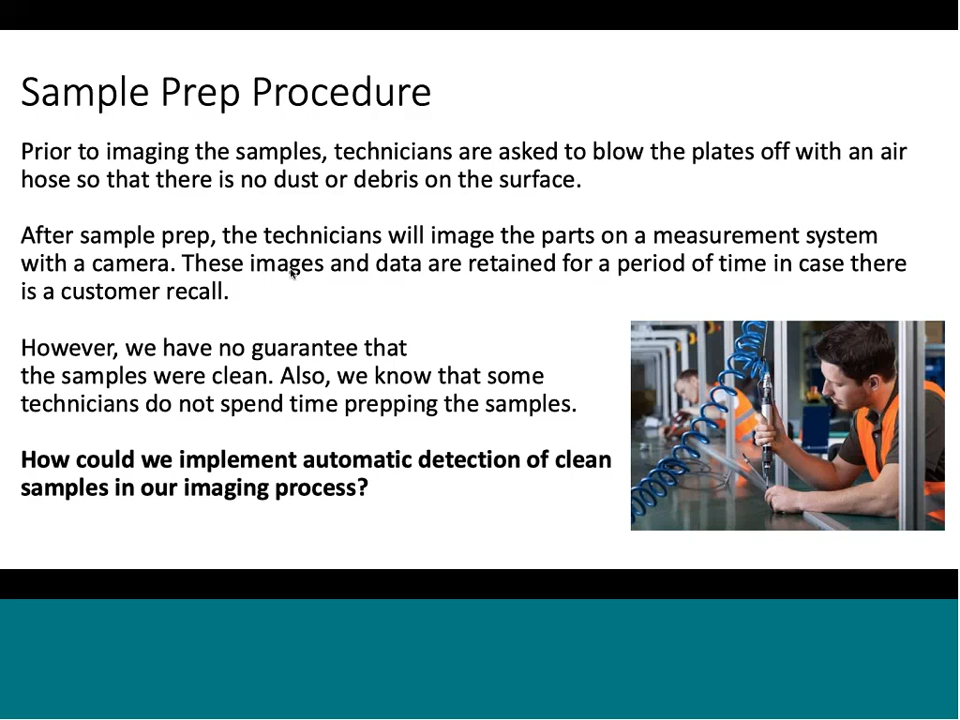 Sample Prep Procedure
Prior to imaging the samples, technicians are asked to blow the plates off with an air
hose so that there is no dust or debris on the surface.
After sample prep, the technicians will image the parts on a measurement system
with a camera. These images and data are retained for a period of time in case there
is a customer recall.
However, we have no guarantee that
the samples were clean. Also, we know that some
technicians do not spend time prepping the samples.
How could we implement automatic detection of clean
samples in our imaging process?